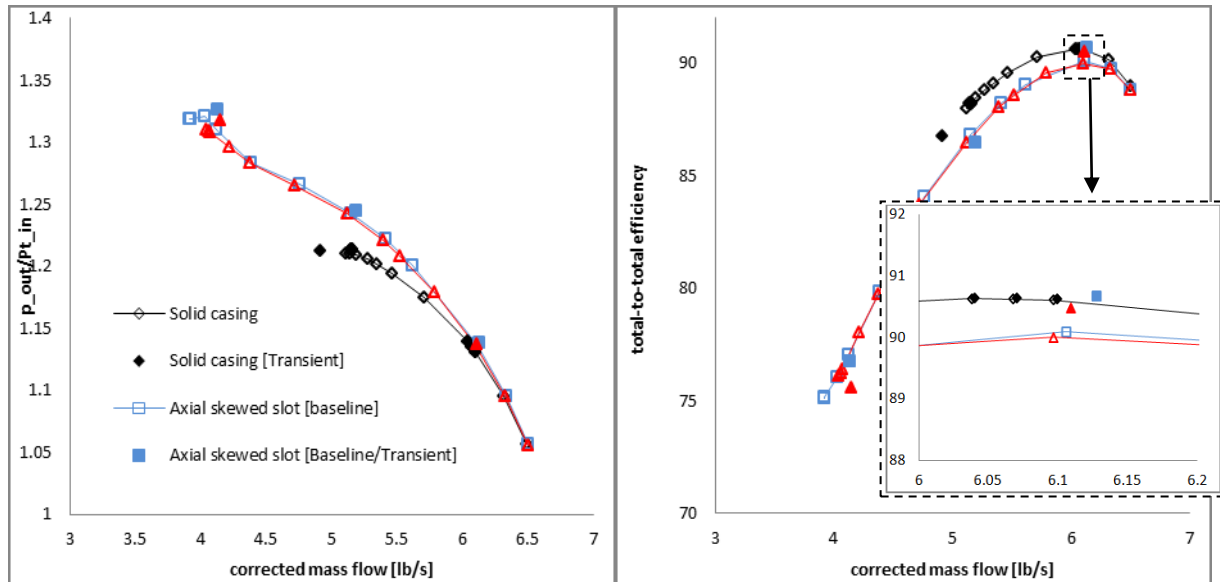 1.4
1.35
1.3
1.25
1.2
1.15
1.1
1.05
1
p_out/Pt_in
Solid casing
Solid casing [Transient]
Axial skewed slot [baseline]
Axial skewed slot [Baseline/Transient]
3 4 4.5 5 5.5 6 6.5 7
corrected mass flow [lb/s]
90
85
80
75
70
total-to-total efficiency
92
91
90
89
88
6 6.05 6.1 6.15 6.2
3 4 5 6 7
corrected mass flow [lb/s]